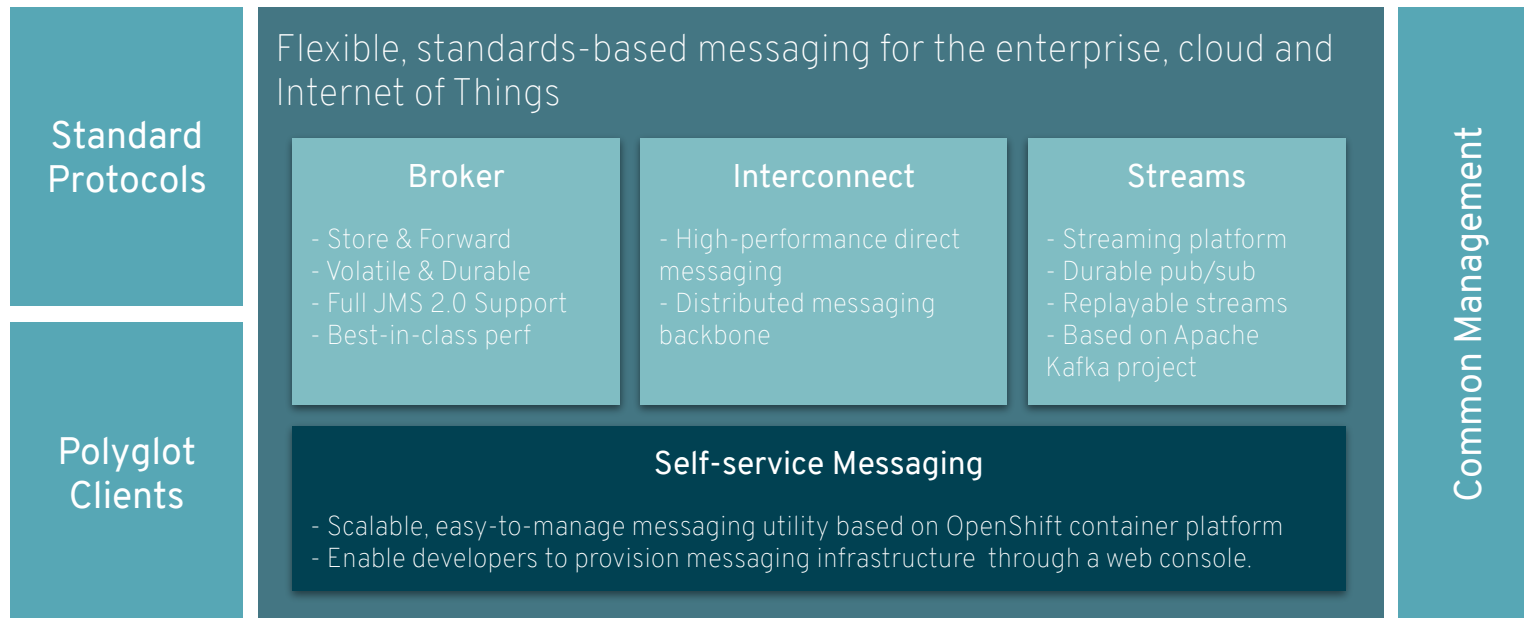 Standard
Protocols
Polyglot
Clients
Flexible, standards-based messaging for the enterprise, cloud and
Internet of Things
Broker
- Store & Forward
- Volatile & Durable
- Full JMS 2.0 Support
- Best-in-class perf
Interconnect
- High-performance direct
messaging
- Distributed messaging
backbone
Streams
- Streaming platform
- Durable pub/sub
- Replayable streams
- Based on Apache
Kafka project
Self-service Messaging
- Scalable, easy-to-manage messaging utility based on OpenShift container platform
- Enable developers to provision messaging infrastructure  through a web console.
Common Management